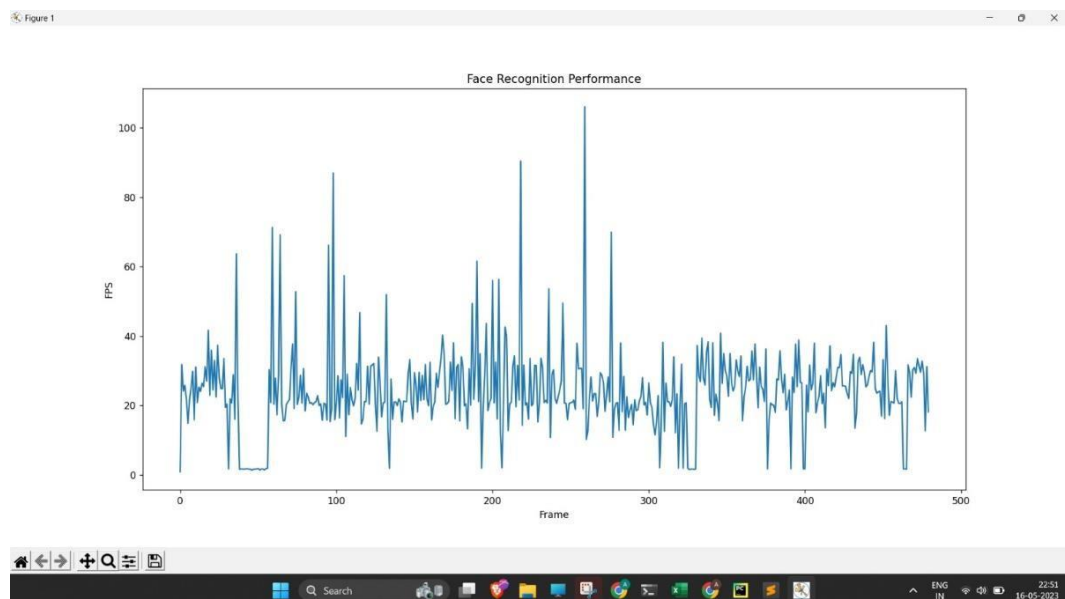 Figure 1
Face Recognition Performance
100
80
60
40
20
0
FPS
0 100 200 300 400 500
Frame
Search
ENG
IN
22:51
16-05-2023